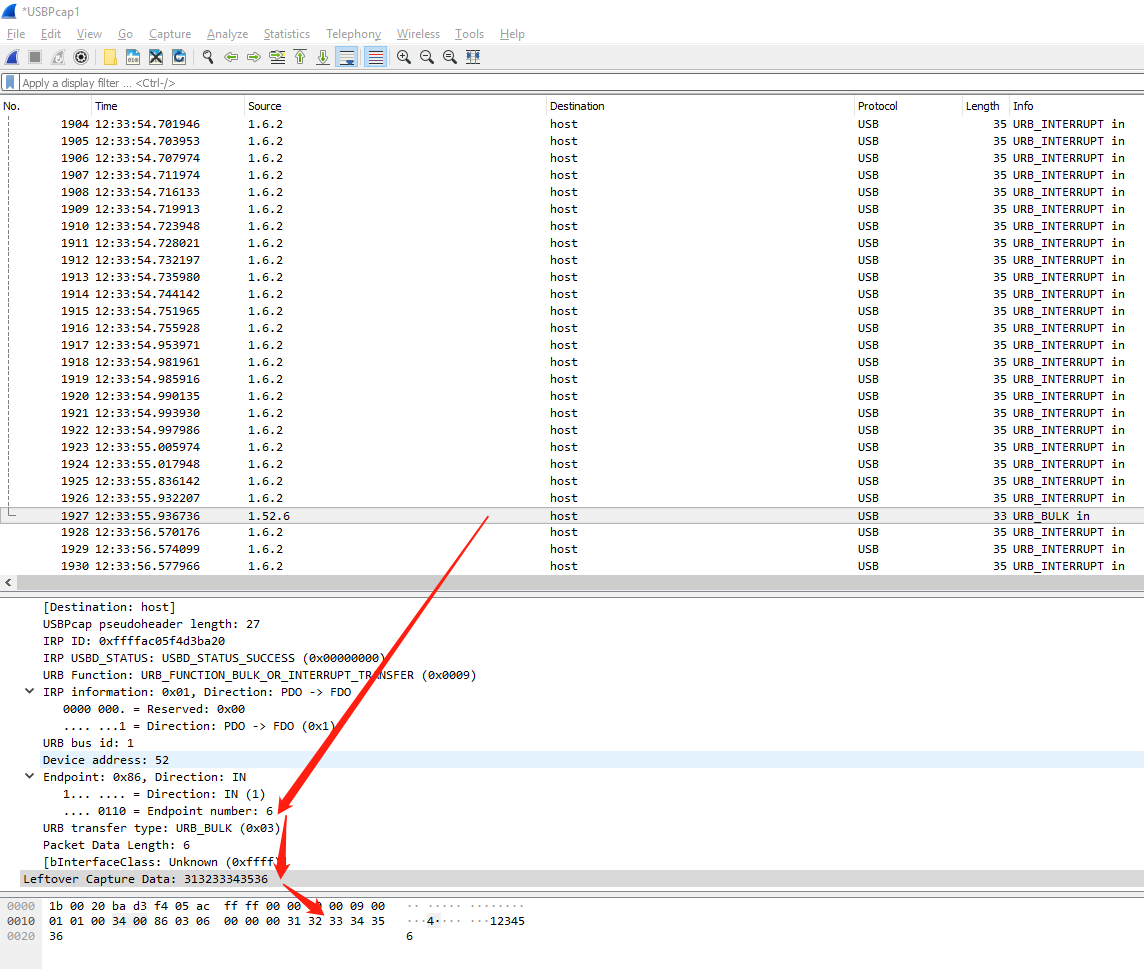 *USBPcap1
File Edit View Go Capture Analyze Statistics Telephony Wireless Tools Help
Apply a display filter ... <Ctrl-/>
No. Time Source Destination Protocol Length Info
1904 12:33:54.701946 1.6.2 host USB 35 URB_INTERRUPT in
1905 12:33:54.703953 1.6.2 host USB 35 URB_INTERRUPT in
1906 12:33:54.707974 1.6.2 host USB 35 URB_INTERRUPT in
1907 12:33:54.711974 1.6.2 host USB 35 URB_INTERRUPT in
1908 12:33:54.716133 1.6.2 host USB 35 URB_INTERRUPT in
1909 12:33:54.719913 1.6.2 host USB 35 URB_INTERRUPT in
1910 12:33:54.723948 1.6.2 host USB 35 URB_INTERRUPT in
1911 12:33:54.728021 1.6.2 host USB 35 URB_INTERRUPT in
1912 12:33:54.732197 1.6.2 host USB 35 URB_INTERRUPT in
1913 12:33:54.735980 1.6.2 host USB 35 URB_INTERRUPT in
1914 12:33:54.744142 1.6.2 host USB 35 URB_INTERRUPT in
1915 12:33:54.751965 1.6.2 host USB 35 URB_INTERRUPT in
1916 12:33:54.755928 1.6.2 host USB 35 URB_INTERRUPT in
1917 12:33:54.953971 1.6.2 host USB 35 URB_INTERRUPT in
1918 12:33:54.981961 1.6.2 host USB 35 URB_INTERRUPT in
1919 12:33:54.985916 1.6.2 host USB 35 URB_INTERRUPT in
1920 12:33:54.990135 1.6.2 host USB 35 URB_INTERRUPT in
1921 12:33:54.993930 1.6.2 host USB 35 URB_INTERRUPT in
1922 12:33:54.997986 1.6.2 host USB 35 URB_INTERRUPT in
1923 12:33:55.005974 1.6.2 host USB 35 URB_INTERRUPT in
1924 12:33:55.017948 1.6.2 host USB 35 URB_INTERRUPT in
1925 12:33:55.836142 1.6.2 host USB 35 URB_INTERRUPT in
1926 12:33:55.932207 1.6.2 host USB 35 URB_INTERRUPT in
1927 12:33:55.936736 1.52.6 host USB 33 URB_BULK in
1928 12:33:56.570176 1.6.2 host USB 35 URB_INTERRUPT in
1929 12:33:56.574099 1.6.2 host USB 35 URB_INTERRUPT in
1930 12:33:56.577966 1.6.2 host USB 35 URB_INTERRUPT in
[Destination: host]
USBPcap pseudoheader length: 27
IRP ID: 0xffffac05f4d3ba20
IRP USBD_STATUS: USBD_STATUS_SUCCESS (0x00000000)
URB Function: URB_FUNCTION_BULK_OR_INTERRUPT_TRANSFER (0x0009)
IRP information: 0x01, Direction: PDO -> FDO
0000 000. = Reserved: 0x00
.... ...1 = Direction: PDO -> FDO (0x1)
URB bus id: 1
Device address: 52
Endpoint: 0x86, Direction: IN
1... .... = Direction: IN (1)
.... 0110 = Endpoint number: 6
URB transfer type: URB_BULK (0x03)
Packet Data Length: 6
[bInterfaceClass: Unknown (0xffff)]
Leftover Capture Data: 313233343536
0000 1b 00 20 ba d3 f4 05 ac ff ff 00 00 00 09 00 ·· ····· ········
0010 01 01 00 34 00 86 03 06 00 00 00 31 32 33 34 35 ···4···· ···12345
0020 36 6